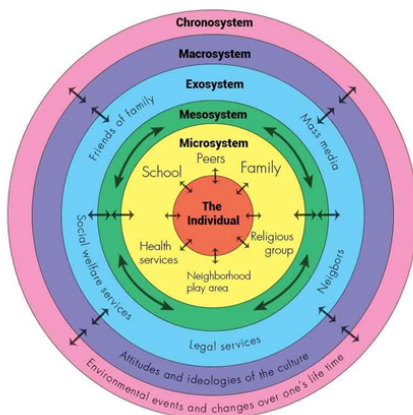 Chronosystem
Macrosystem
Exosystem
Mesosystem
Microsystem
Peers
School
Family
The
Individual
Health
services
Religious
group
Neighborhood
play area
Friends of family
Mass media
Social welfare services
Neigbors
Legal services
Attitudes and ideologies of the culture
Environmental events and changes over one's life time